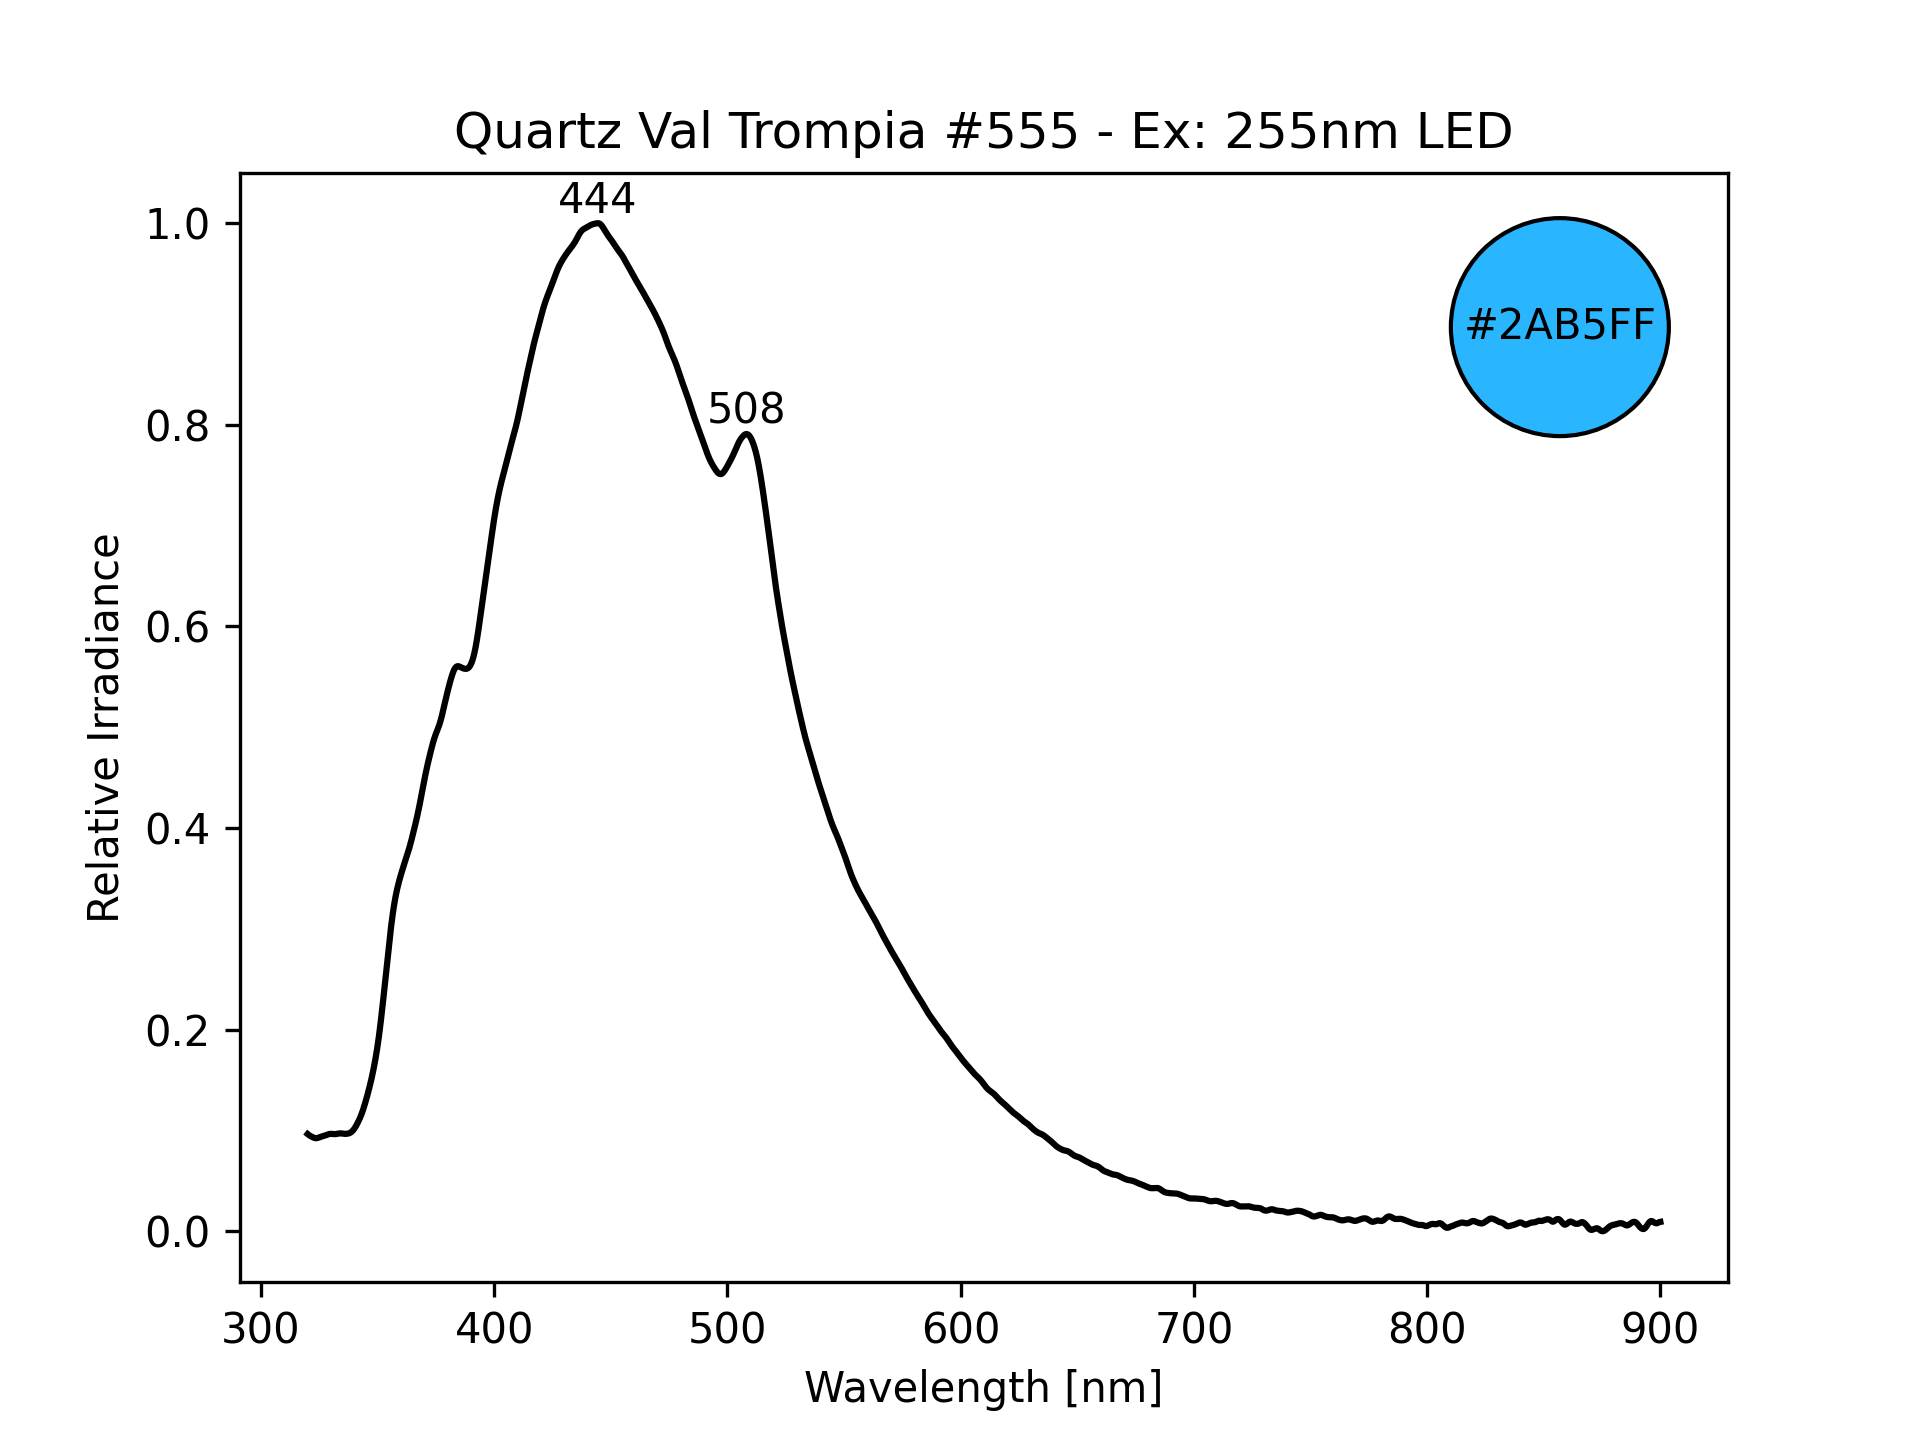 Quartz Val Trompia #555 - Ex: 255nm LED
444
508
#2AB5FF
Relative Irradiance
1.0
0.8
0.6
0.4
0.2
0.0
300 400 500 600 700 800 900
Wavelength [nm]